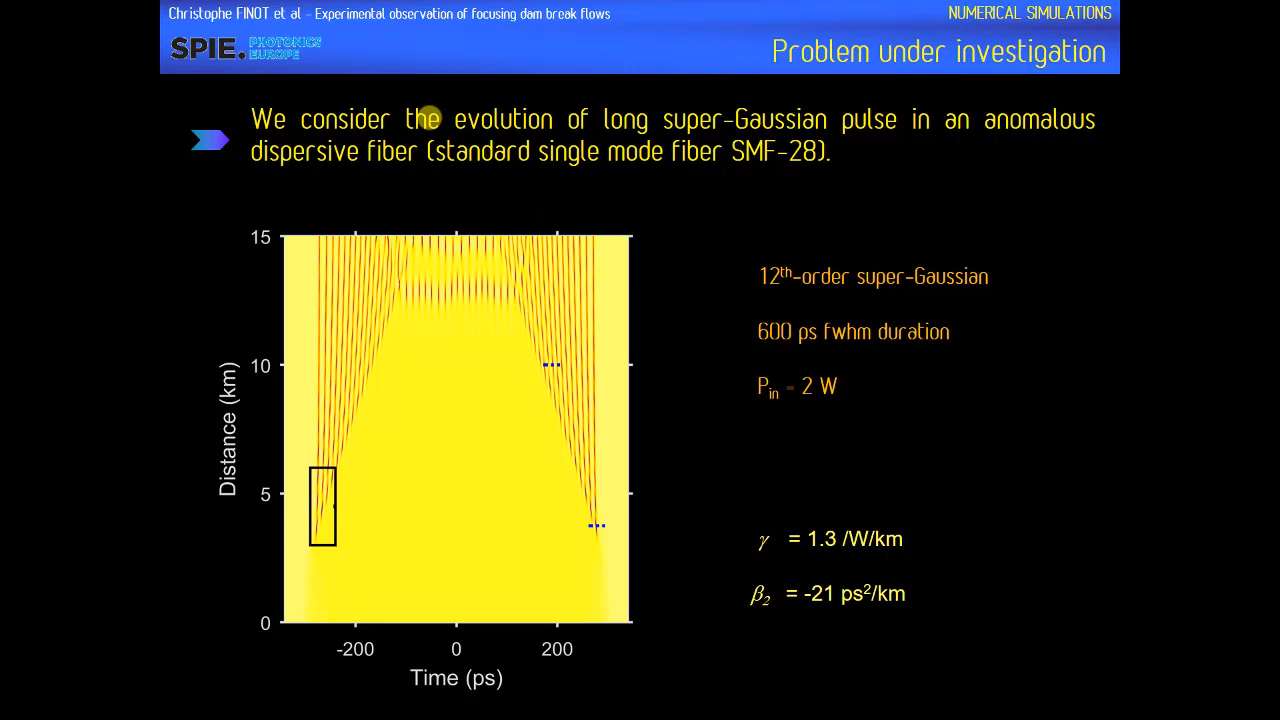 Christophe FINOT et al - Experimental observation of focusing dam break flows
NUMERICAL SIMULATIONS
SPIE. PHOTONICS EUROPE
Problem under investigation
We consider the evolution of long super-Gaussian pulse in an anomalous
dispersive fiber (standard single mode fiber SMF-28).
12th-order super-Gaussian
600 ps fwhm duration
Pin = 2 W
γ = 1.3 /W/km
β2 = -21 ps²/km
Distance (km)
15
10
5
0
-200 0 200
Time (ps)